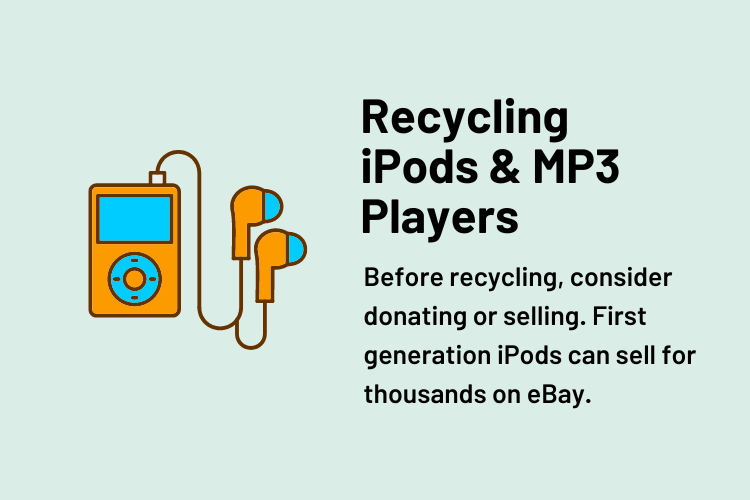 Recycling
iPods & MP3
Players
Before recycling, consider
donating or selling. First
generation iPods can sell for
thousands on eBay.